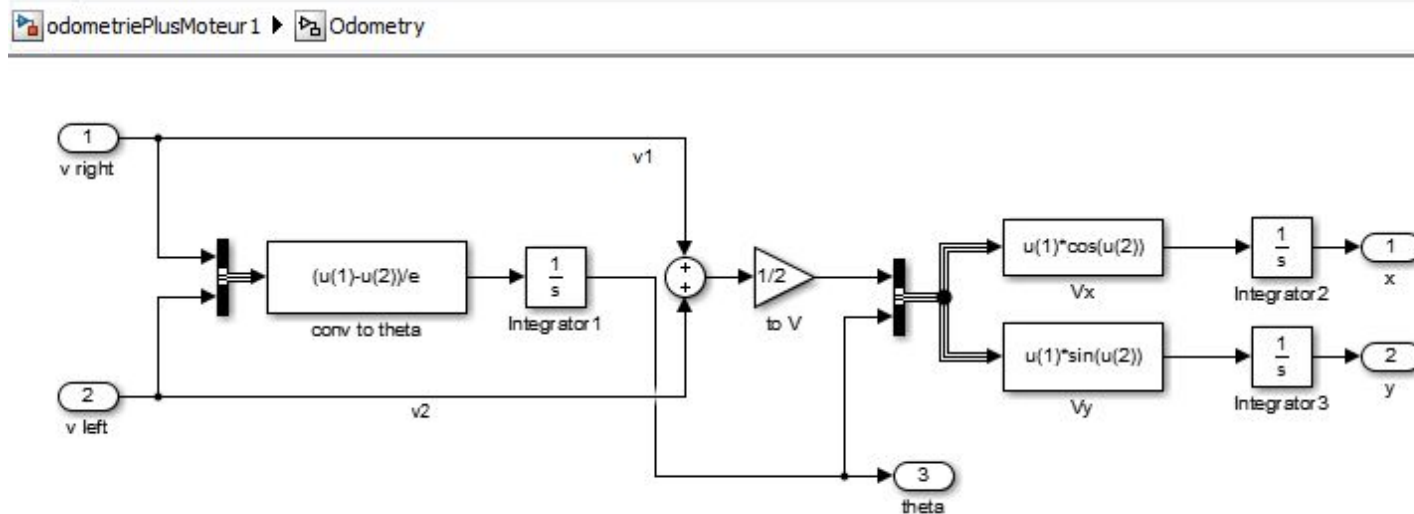 odometriePlusMoteur1 ▶ Odometry
1
v right
v1
(u(1)-u(2))/e
conv to theta
1
s
Integrator1
+
+
1/2
to V
u(1)*cos(u(2))
Vx
1
s
Integrator2
1
x
u(1)*sin(u(2))
Vy
1
s
Integrator3
2
y
2
v left
v2
3
theta